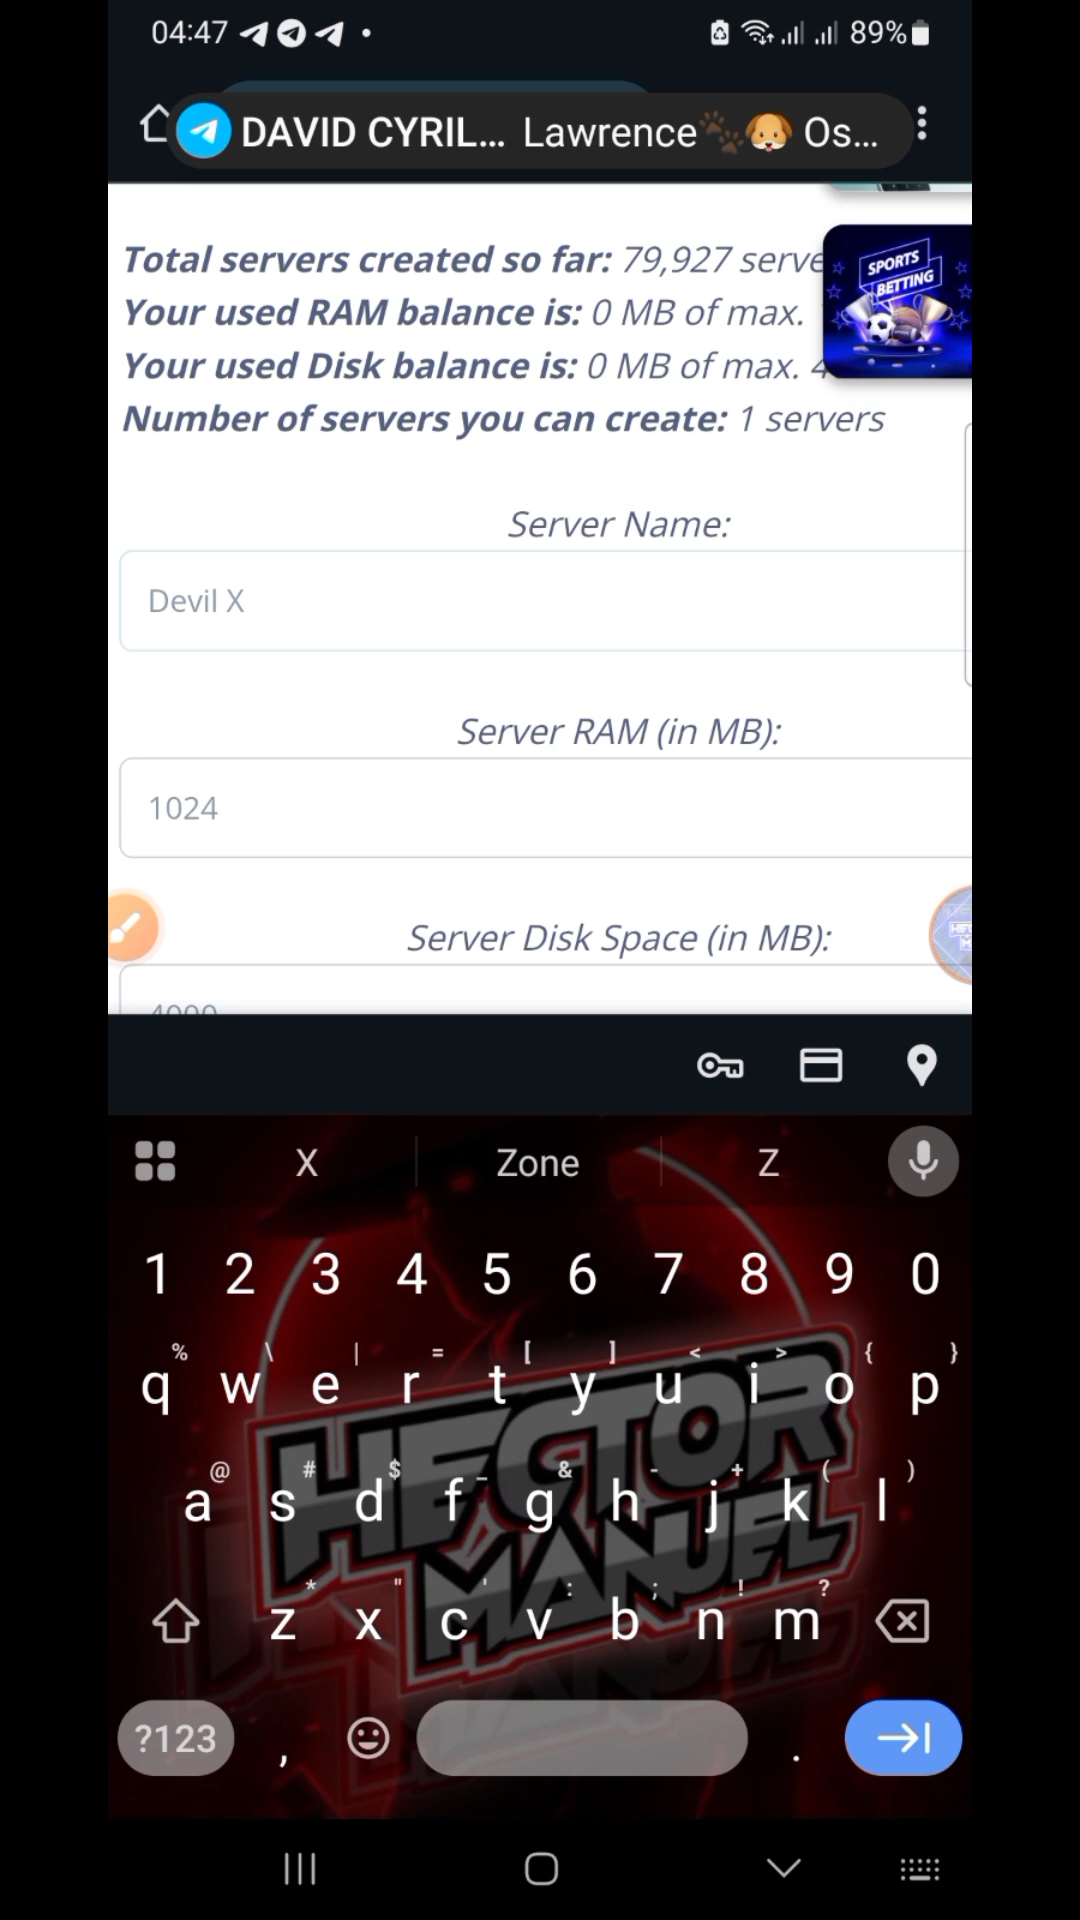 04:47 89%
DAVID CYRIL... Lawrence🐾🐶 Os...
Total servers created so far: 79,927 serve
SPORTS
BETTING
Your used RAM balance is: 0 MB of max.
Your used Disk balance is: 0 MB of max. 4
Number of servers you can create: 1 servers
Server Name:
Devil X
Server RAM (in MB):
1024
Server Disk Space (in MB):
4000
X Zone Z
1 2 3 4 5 6 7 8 9 0
% \ | = [ ] < > { }
q w e r t y u i o p
@ # $ _ & - + ( )
a s d f g h j k l
* " ' : ; ! ?
z x c v b n m
?123 , .
HECTOR
MANUEL